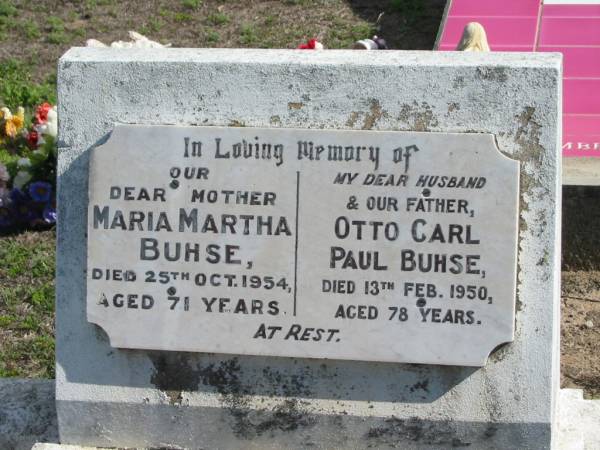 In Loving Memory of
OUR
DEAR MOTHER
MARIA MARTHA
BUHSE,
DIED 25TH OCT. 1954,
AGED 71 YEARS.
MY DEAR HUSBAND
& OUR FATHER,
OTTO CARL
PAUL BUHSE,
DIED 13TH FEB. 1950,
AGED 78 YEARS.
AT REST.